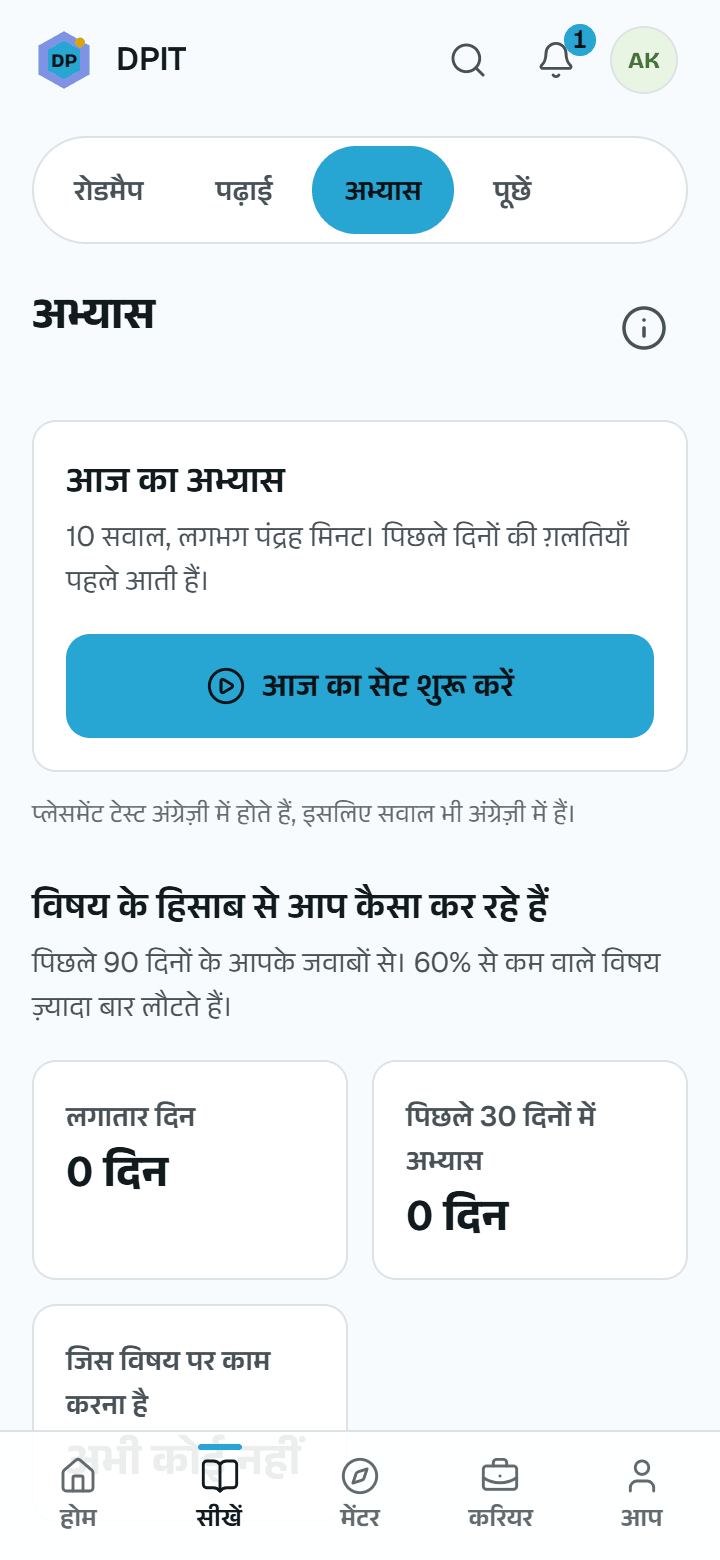 DP
DPIT
1
AK
रोडमैप
पढ़ाई
अभ्यास
पूछें
अभ्यास
आज का अभ्यास
10 सवाल, लगभग पंद्रह मिनट। पिछले दिनों की ग़लतियाँ
पहले आती हैं।
आज का सेट शुरू करें
प्लेसमेंट टेस्ट अंग्रेज़ी में होते हैं, इसलिए सवाल भी अंग्रेज़ी में हैं।
विषय के हिसाब से आप कैसा कर रहे हैं
पिछले 90 दिनों के आपके जवाबों से। 60% से कम वाले विषय
ज़्यादा बार लौटते हैं।
लगातार दिन
0 दिन
पिछले 30 दिनों में
अभ्यास
0 दिन
जिस विषय पर काम
करना है
अभी कोई नहीं
होम
सीखें
मेंटर
करियर
आप